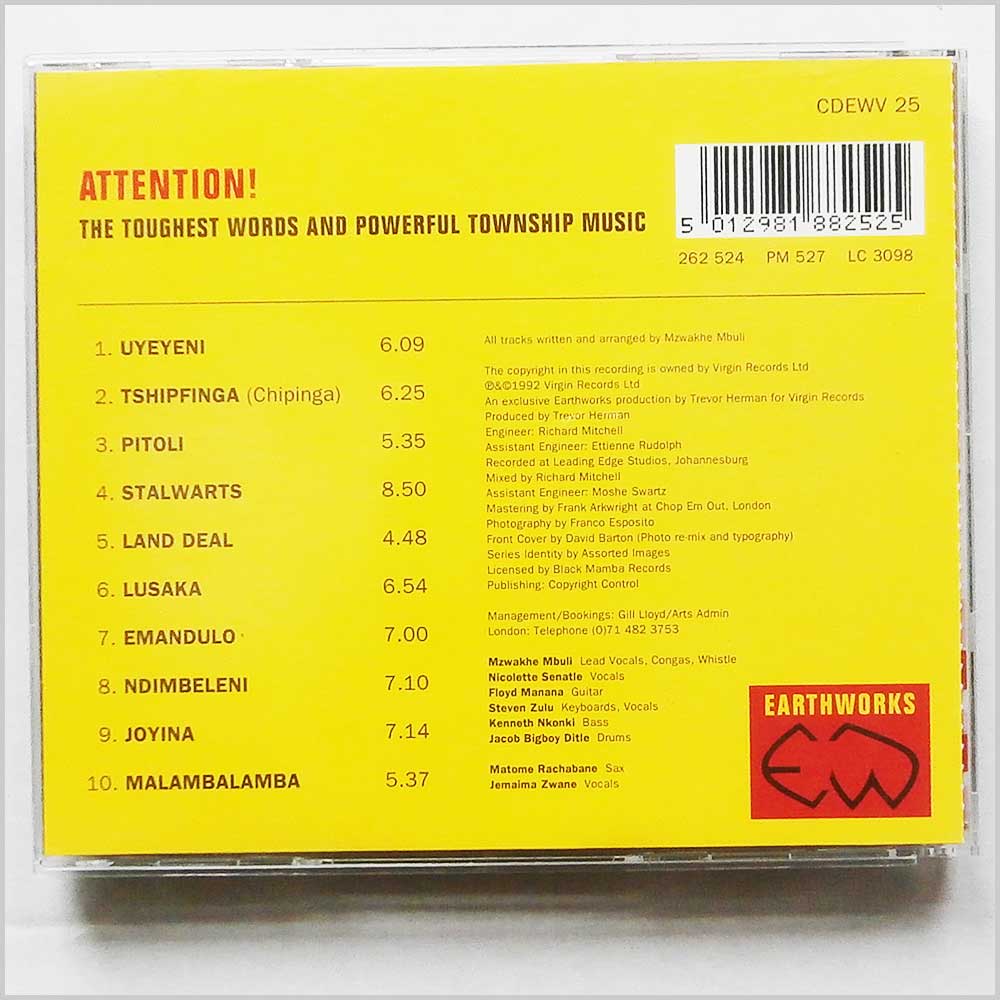 CDEWV 25
ATTENTION!
THE TOUGHEST WORDS AND POWERFUL TOWNSHIP MUSIC
5 012981 882525
262 524 PM 527 LC 3098
1. UYEYENI 6.09
2. TSHIPFINGA (Chipinga) 6.25
3. PITOLI 5.35
4. STALWARTS 8.50
5. LAND DEAL 4.48
6. LUSAKA 6.54
7. EMANDULO 7.00
8. NDIMBELENI 7.10
9. JOYINA 7.14
10. MALAMBALAMBA 5.37
All tracks written and arranged by Mzwakhe Mbuli
The copyright in this recording is owned by Virgin Records Ltd
℗&©1992 Virgin Records Ltd
An exclusive Earthworks production by Trevor Herman for Virgin Records
Produced by Trevor Herman
Engineer: Richard Mitchell
Assistant Engineer: Ettienne Rudolph
Recorded at Leading Edge Studios, Johannesburg
Mixed by Richard Mitchell
Assistant Engineer: Moshe Swartz
Mastering by Frank Arkwright at Chop Em Out, London
Photography by Franco Esposito
Front Cover by David Barton (Photo re-mix and typography)
Series Identity by Assorted Images
Licensed by Black Mamba Records
Publishing: Copyright Control
Management/Bookings: Gill Lloyd/Arts Admin
London: Telephone (0)71 482 3753
Mzwakhe Mbuli Lead Vocals, Congas, Whistle
Nicolette Senatle Vocals
Floyd Manana Guitar
Steven Zulu Keyboards, Vocals
Kenneth Nkonki Bass
Jacob Bigboy Ditle Drums
Matome Rachabane Sax
Jemaima Zwane Vocals
EARTHWORKS
EW